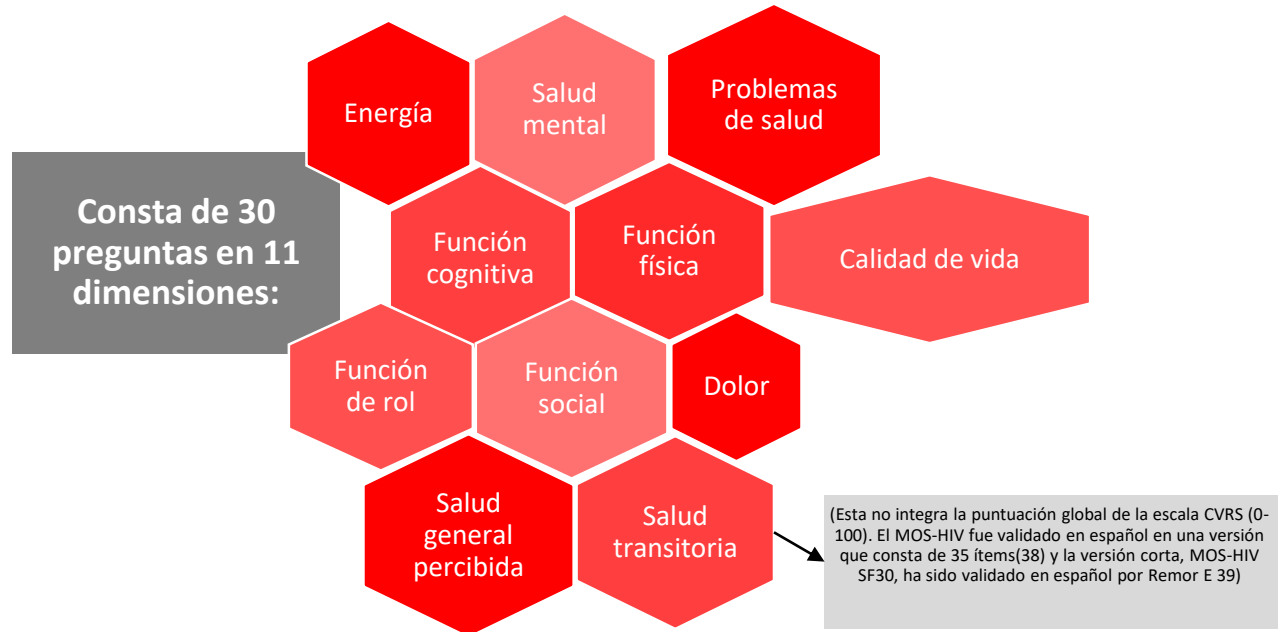 Consta de 30
preguntas en 11
dimensiones:
Energía
Salud
mental
Problemas
de salud
Función
cognitiva
Función
física
Calidad de vida
Función
de rol
Función
social
Dolor
Salud
general
percibida
Salud
transitoria
(Esta no integra la puntuación global de la escala CVRS (0-
100). El MOS-HIV fue validado en español en una versión
que consta de 35 ítems(38) y la versión corta, MOS-HIV
SF30, ha sido validado en español por Remor E 39)